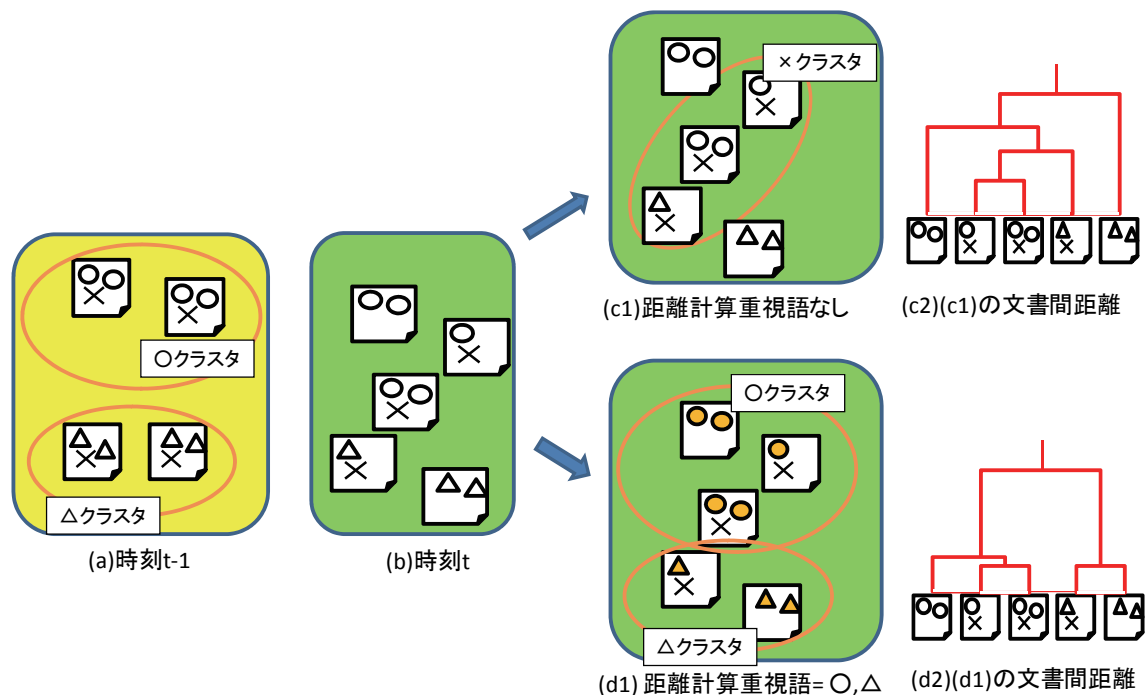 ×クラスタ
(c1)距離計算重視語なし
(c2)(c1)の文書間距離
〇クラスタ
△クラスタ
(a)時刻t-1
(b)時刻t
〇クラスタ
△クラスタ
(d1) 距離計算重視語= 〇,△
(d2)(d1)の文書間距離